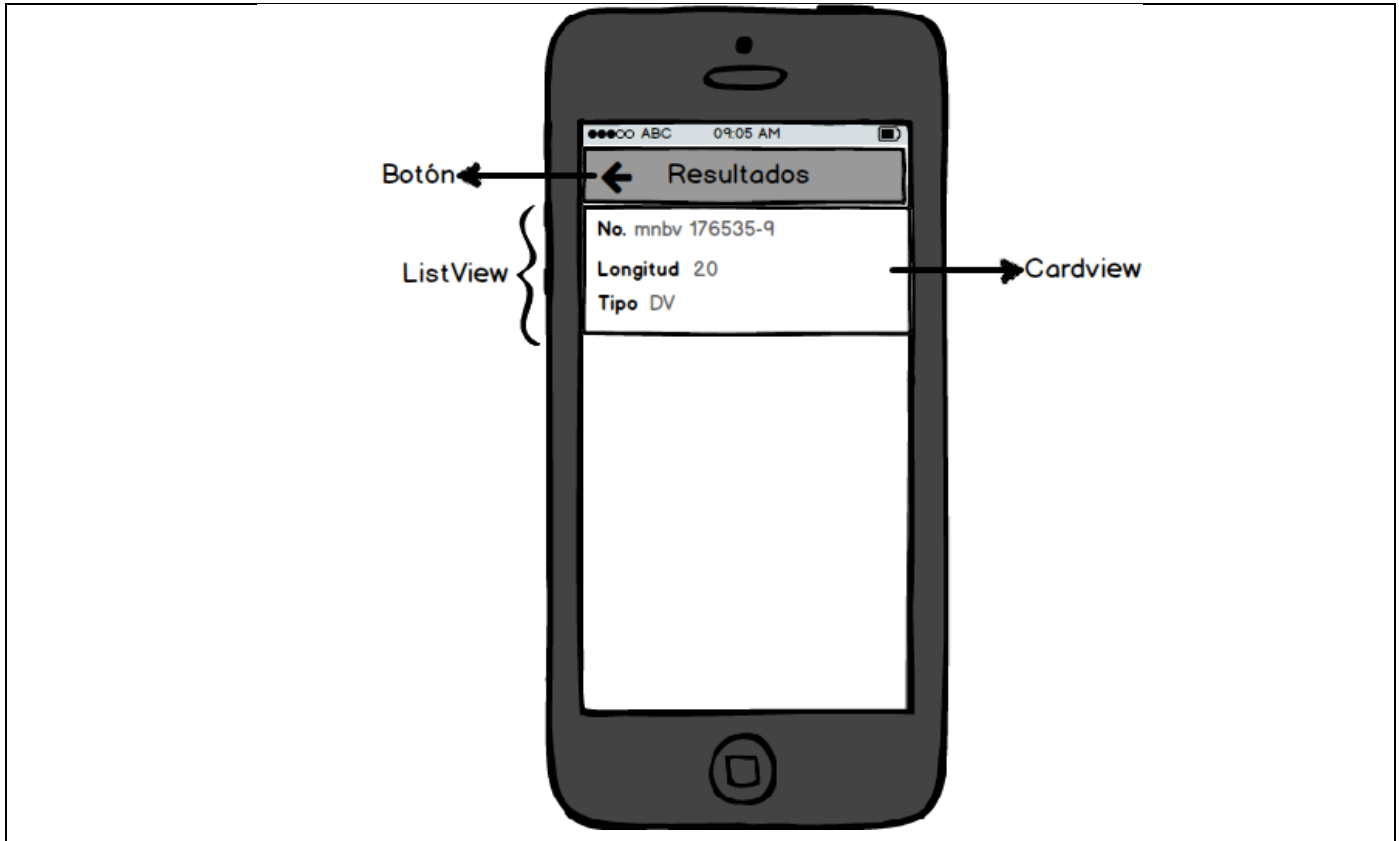 ABC 09:05 AM
Botón
Resultados
No. mnbv 176535-9
ListView
Longitud 20
Cardview
Tipo DV